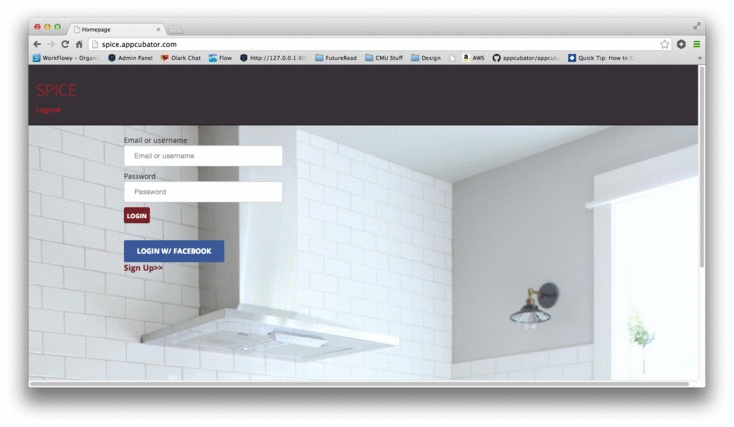 Homepage
spice.appcubator.com
WorkFlowy - Organi
Admin Panel
Olark Chat
Flow
http://127.0.0.1:80
FutureRead
CMU Stuff
Design
AWS
appcubator/appcuba
Quick Tip: How to C
SPICE
Logout
Email or username
Email or username
Password
Password
LOGIN
LOGIN W/ FACEBOOK
Sign Up>>